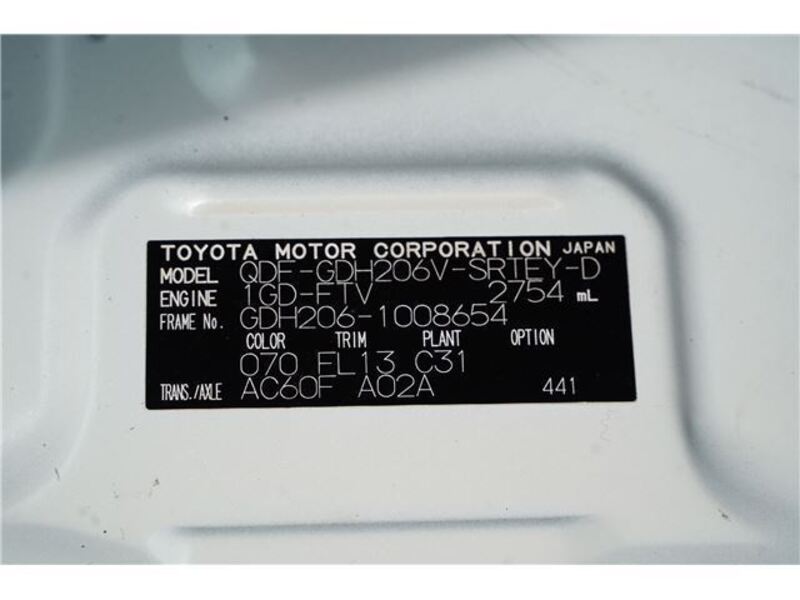 TOYOTA MOTOR CORPORATION JAPAN
MODEL QDF-GDH206V-SRTEY-D
ENGINE 1GD-FTV 2754 mL
FRAME No. GDH206-1008654
COLOR TRIM PLANT OPTION
070 FL13 C31
TRANS./AXLE AC60F A02A 441